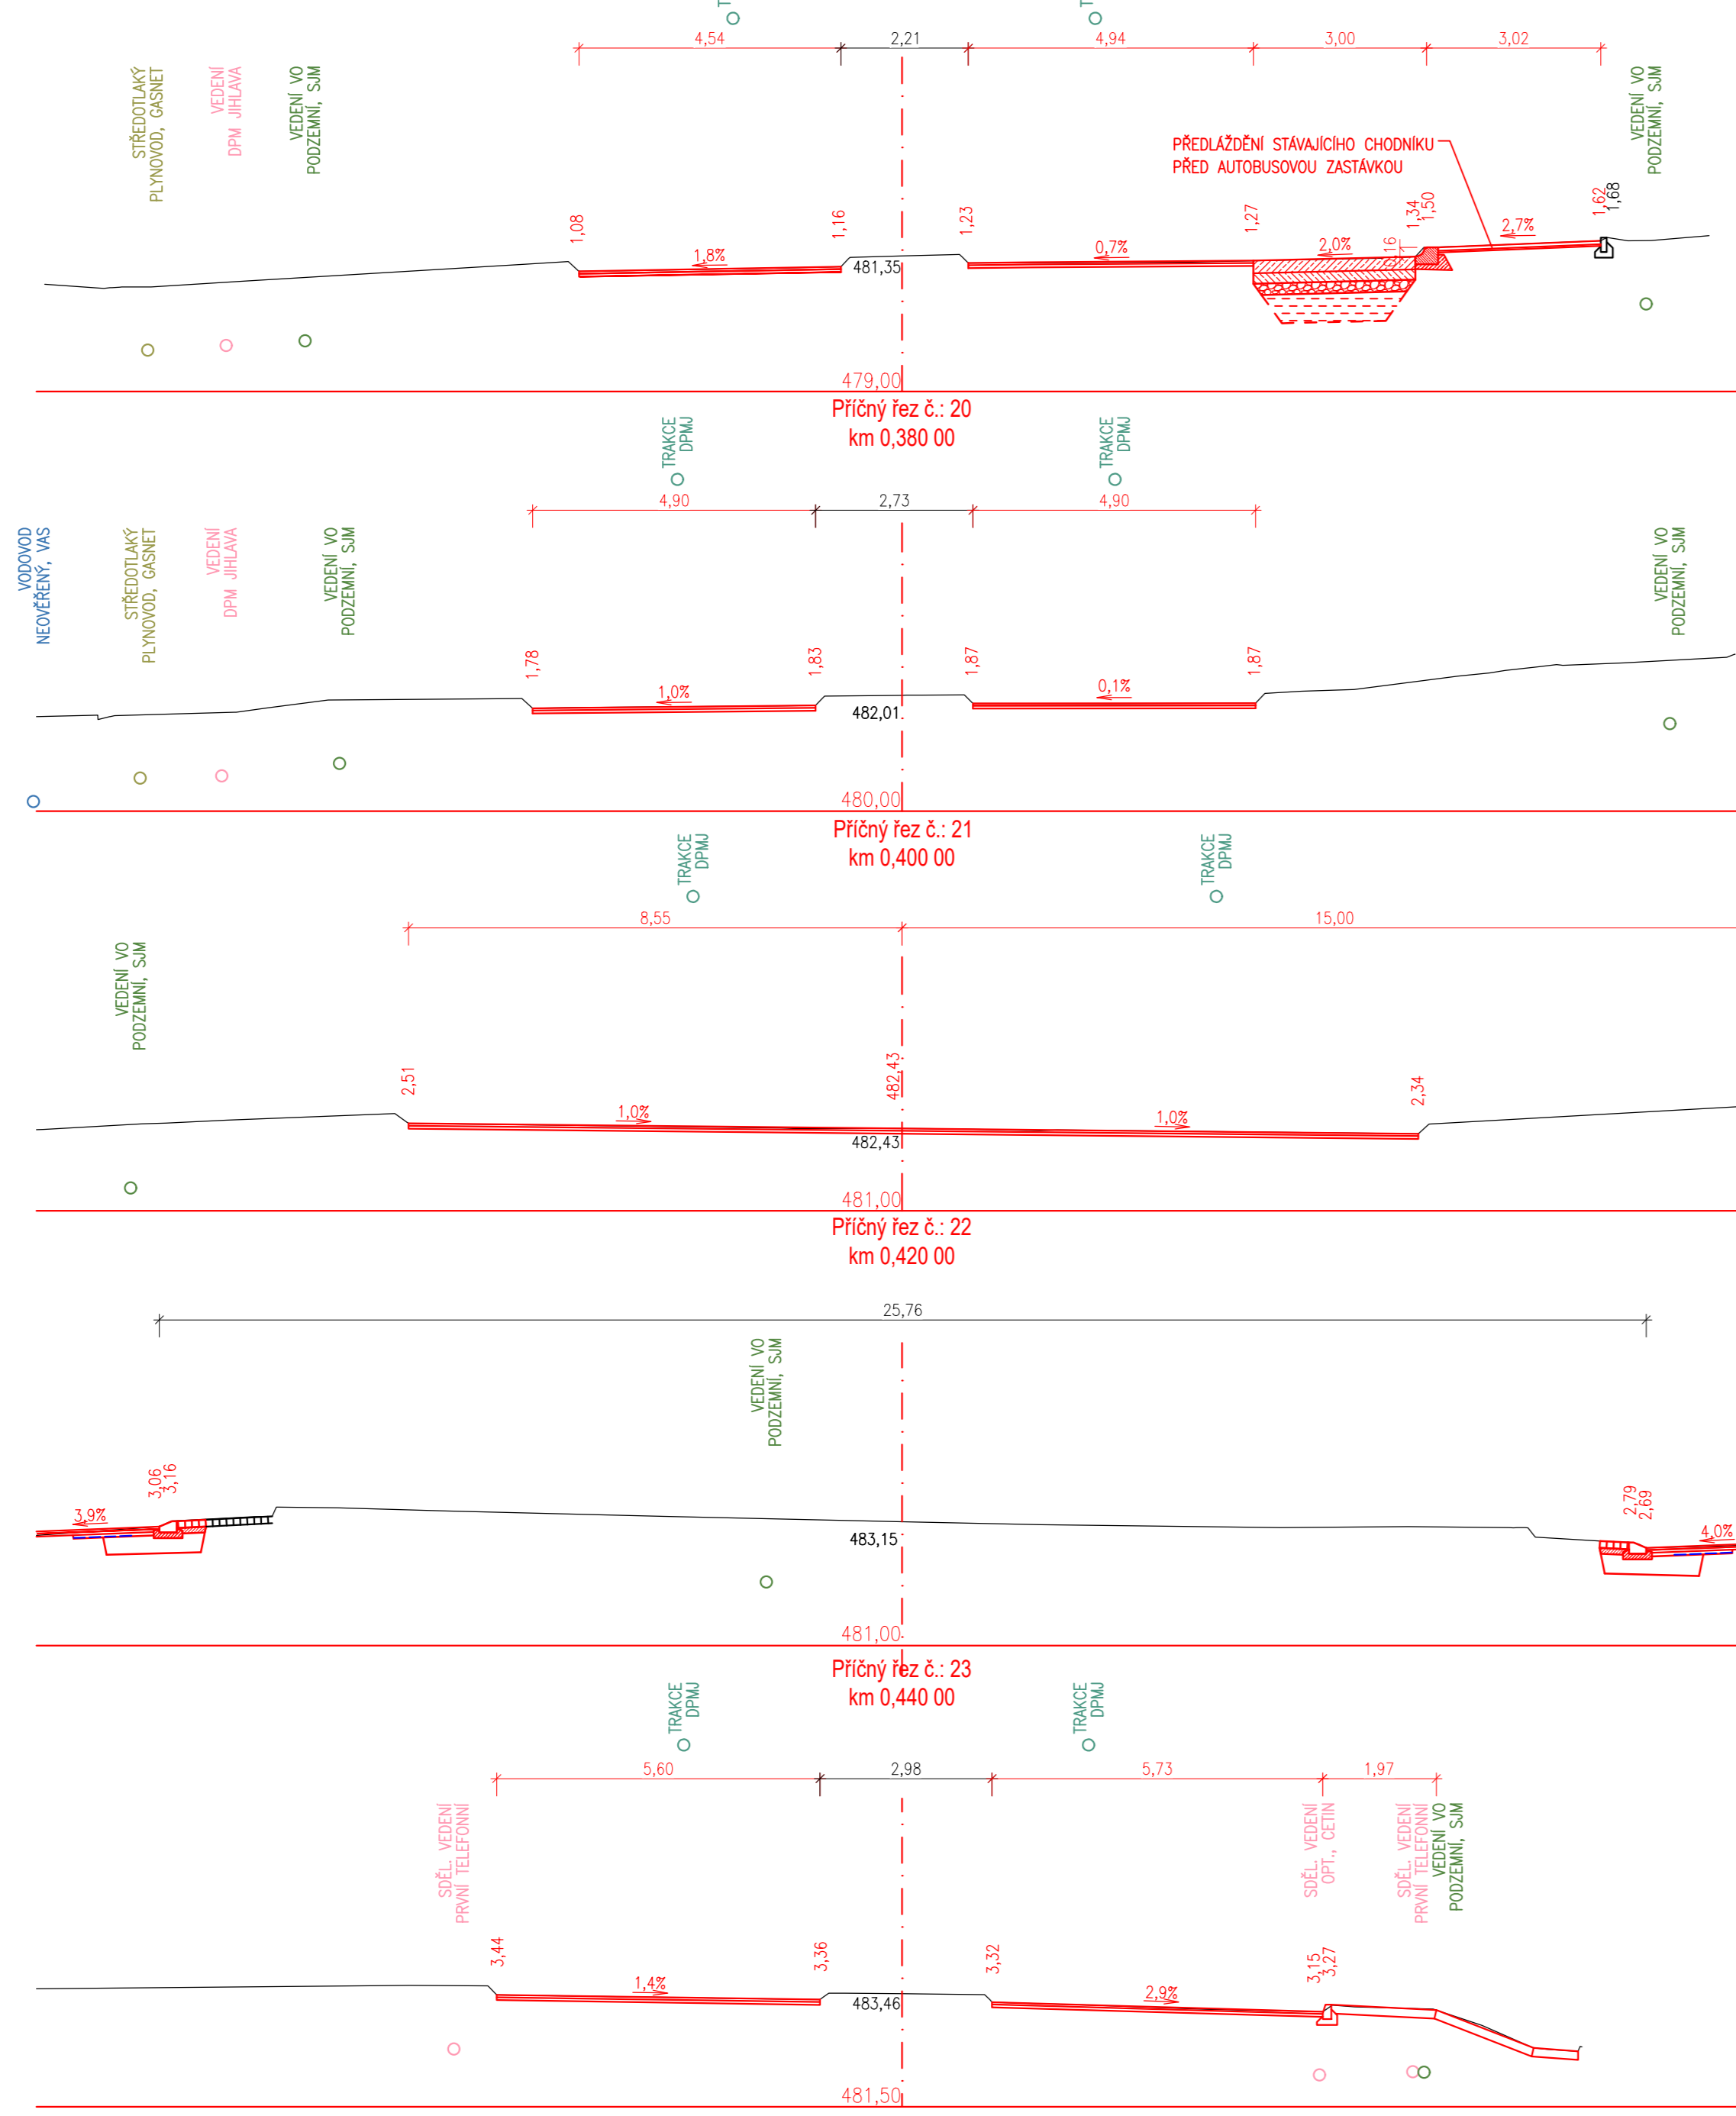 4,54
2,21
4,94
3,00
3,02
STŘEDOTLAKÝ
PLYNOVOD, GASNET
VEDENÍ
DPM JIHLAVA
VEDENÍ VO
PODZEMNÍ, SJM
VEDENÍ VO
PODZEMNÍ, SJM
PŘEDLÁŽDĚNÍ STÁVAJÍCÍHO CHODNÍKU
PŘED AUTOBUSOVOU ZASTÁVKOU
1,08
1,16
1,23
1,27
1,34
1,50
1,62
1,68
1,8%
0,7%
2,0%
2,7%
481,35
479,00
Příčný řez č.: 20
km 0,380 00
TRAKCE
DPMJ
TRAKCE
DPMJ
4,90
2,73
4,90
VODOVOD
NEOVĚŘENÝ, VAS
STŘEDOTLAKÝ
PLYNOVOD, GASNET
VEDENÍ
DPM JIHLAVA
VEDENÍ VO
PODZEMNÍ, SJM
VEDENÍ VO
PODZEMNÍ, SJM
1,78
1,83
1,87
1,87
1,0%
0,1%
482,01
480,00
Příčný řez č.: 21
km 0,400 00
TRAKCE
DPMJ
TRAKCE
DPMJ
8,55
15,00
VEDENÍ VO
PODZEMNÍ, SJM
2,51
482,43
2,34
1,0%
1,0%
482,43
481,00
Příčný řez č.: 22
km 0,420 00
25,76
VEDENÍ VO
PODZEMNÍ, SJM
3,06
3,16
2,79
2,69
3,9%
4,0%
483,15
481,00
Příčný řez č.: 23
km 0,440 00
TRAKCE
DPMJ
TRAKCE
DPMJ
5,60
2,98
5,73
1,97
SDĚL. VEDENÍ
PRVNÍ TELEFONNÍ
SDĚL. VEDENÍ
OPT., CETIN
SDĚL. VEDENÍ
PRVNÍ TELEFONNÍ
VEDENÍ VO
PODZEMNÍ, SJM
3,44
3,36
3,32
3,15
3,27
1,4%
2,9%
483,46
481,50